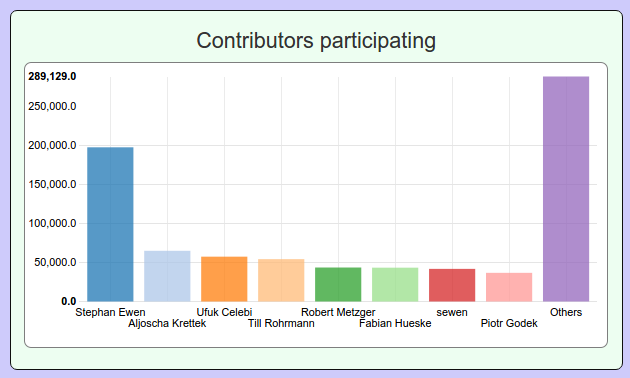 Contributors participating
289,129.0
250,000.0
200,000.0
150,000.0
100,000.0
50,000.0
0.0
Stephan Ewen
Aljoscha Krettek
Ufuk Celebi
Till Rohrmann
Robert Metzger
Fabian Hueske
sewen
Piotr Godek
Others